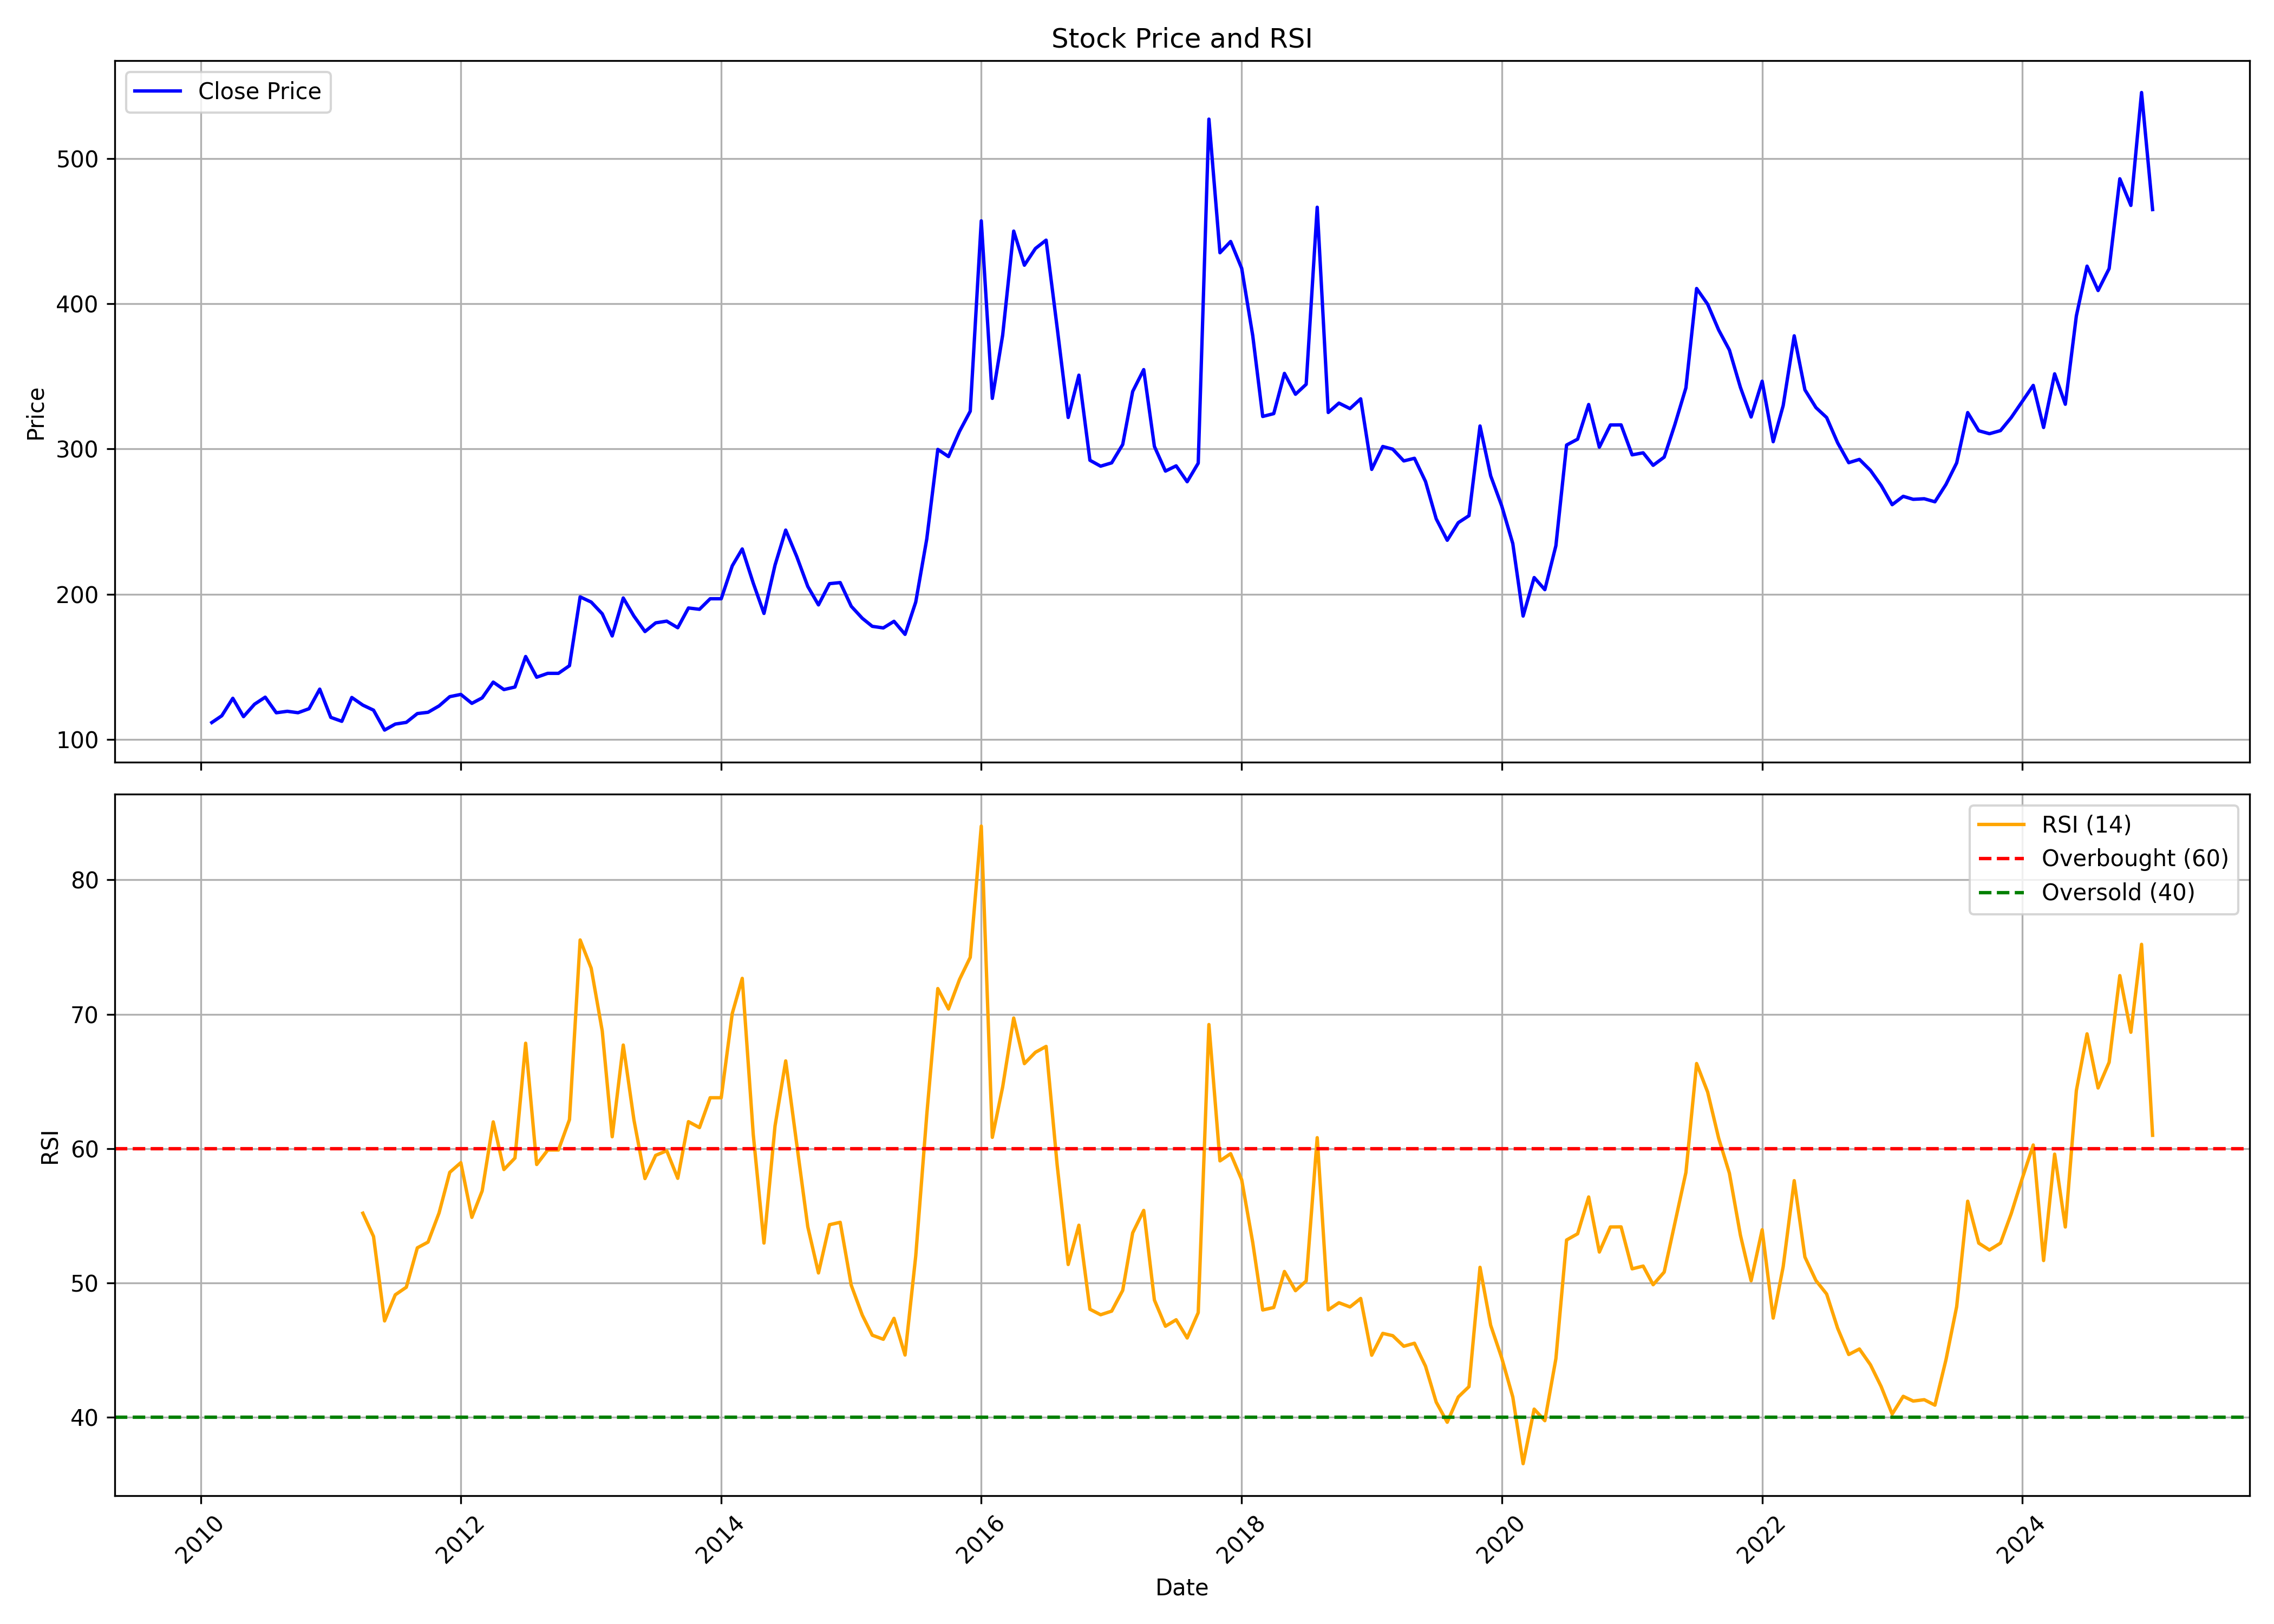 Stock Price and RSI
Close Price
Price
500
400
300
200
100
RSI (14)
Overbought (60)
Oversold (40)
RSI
80
70
60
50
40
2010
2012
2014
2016
2018
2020
2022
2024
Date